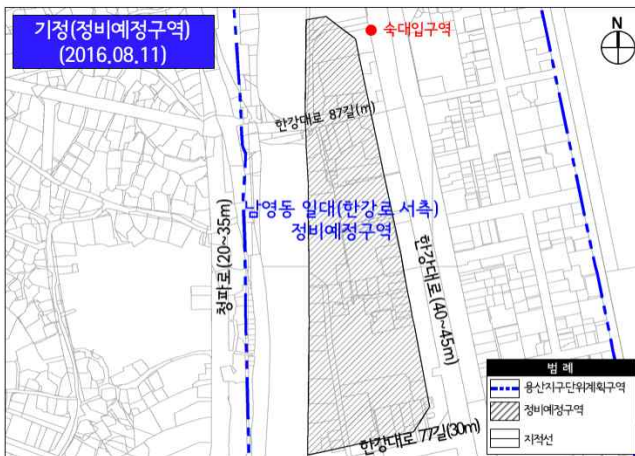 기정(정비예정구역)
(2016.08.11)
숙대입구역
N
한강대로 87길(m)
남영동 일대(한강로 서측)
정비예정구역
청파로(20~35m)
한강대로(40~45m)
한강대로 77길(30m)
범 례
용산지구단위계획구역
정비예정구역
지적선